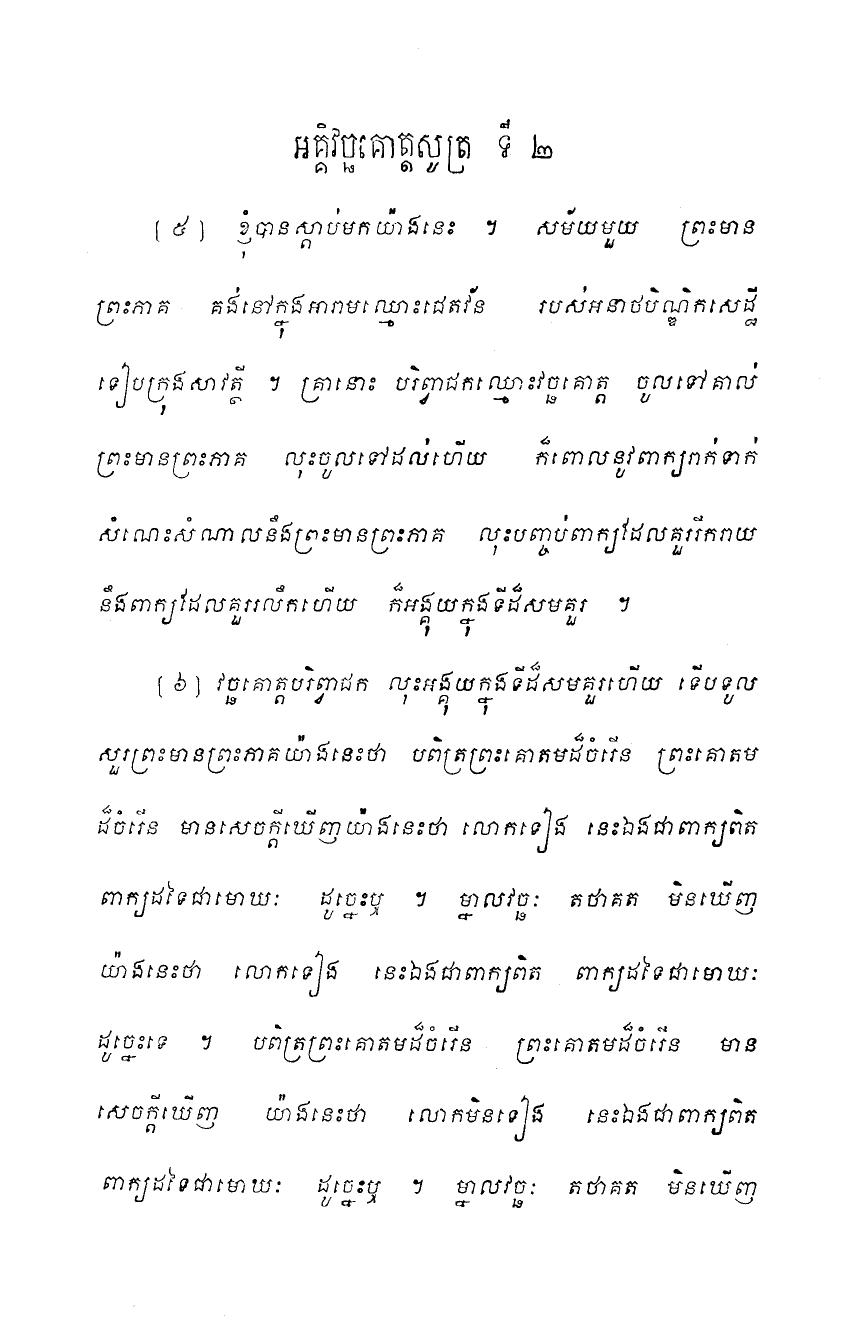 អគ្គិវច្ឆគោត្តសូត្រ ទី ២
[ ៥ ] ខ្ញុំបានស្តាប់មកយ៉ាងនេះ ។ សម័យមួយ ព្រះមាន
ព្រះភាគ គង់នៅក្នុងអារាមឈ្មោះជេតវ័ន របស់អនាថបិណ្ឌិកសេដ្ឋី
ទៀបក្រុងសាវត្ថី ។ គ្រានោះ បរិព្វាជកឈ្មោះវច្ឆគោត្ត ចូលទៅគាល់
ព្រះមានព្រះភាគ លុះចូលទៅដល់ហើយ ក៏ពោលនូវពាក្យរាក់ទាក់
សំណេះសំណាលនឹងព្រះមានព្រះភាគ លុះបញ្ចប់ពាក្យដែលគួររីករាយ
នឹងពាក្យដែលគួររលឹកហើយ ក៏អង្គុយក្នុងទីដ៏សមគួរ ។
[ ៦ ] វច្ឆគោត្តបរិព្វាជក លុះអង្គុយក្នុងទីដ៏សមគួរហើយ ទើបទូល
សួរព្រះមានព្រះភាគយ៉ាងនេះថា បពិត្រព្រះគោតមដ៏ចំរើន ព្រះគោតម
ដ៏ចំរើន មានសេចក្តីឃើញយ៉ាងនេះថា លោកទៀង នេះឯងជាពាក្យពិត
ពាក្យដទៃជាមោឃៈ ដូច្នេះឬ ។ ម្នាលវច្ឆៈ តថាគត មិនឃើញ
យ៉ាងនេះថា លោកទៀង នេះឯងជាពាក្យពិត ពាក្យដទៃជាមោឃៈ
ដូច្នេះទេ ។ បពិត្រព្រះគោតមដ៏ចំរើន ព្រះគោតមដ៏ចំរើន មាន
សេចក្តីឃើញ យ៉ាងនេះថា លោកមិនទៀង នេះឯងជាពាក្យពិត
ពាក្យដទៃជាមោឃៈ ដូច្នេះឬ ។ ម្នាលវច្ឆៈ តថាគត មិនឃើញ